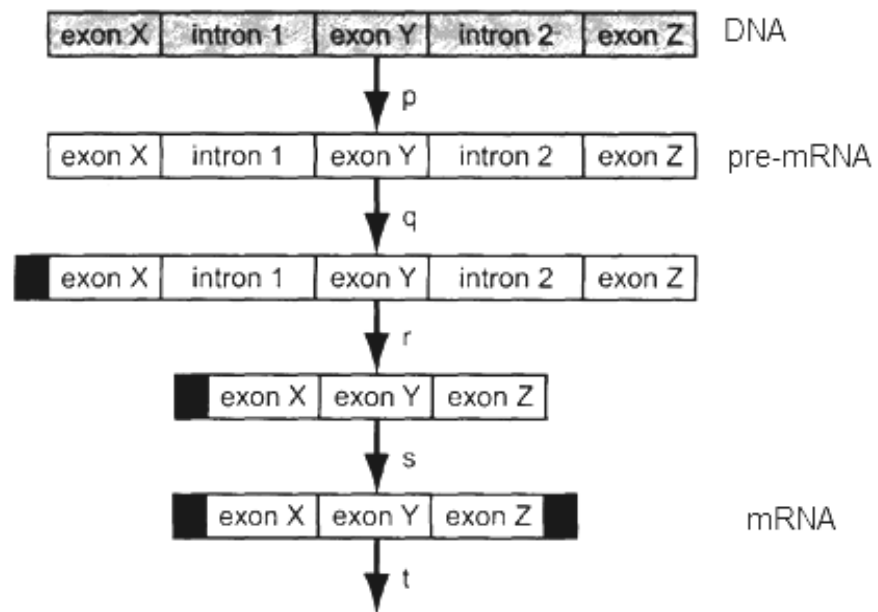 exon X intron 1 exon Y intron 2 exon Z DNA
p
exon X intron 1 exon Y intron 2 exon Z pre-mRNA
q
exon X intron 1 exon Y intron 2 exon Z
r
exon X exon Y exon Z
s
exon X exon Y exon Z mRNA
t